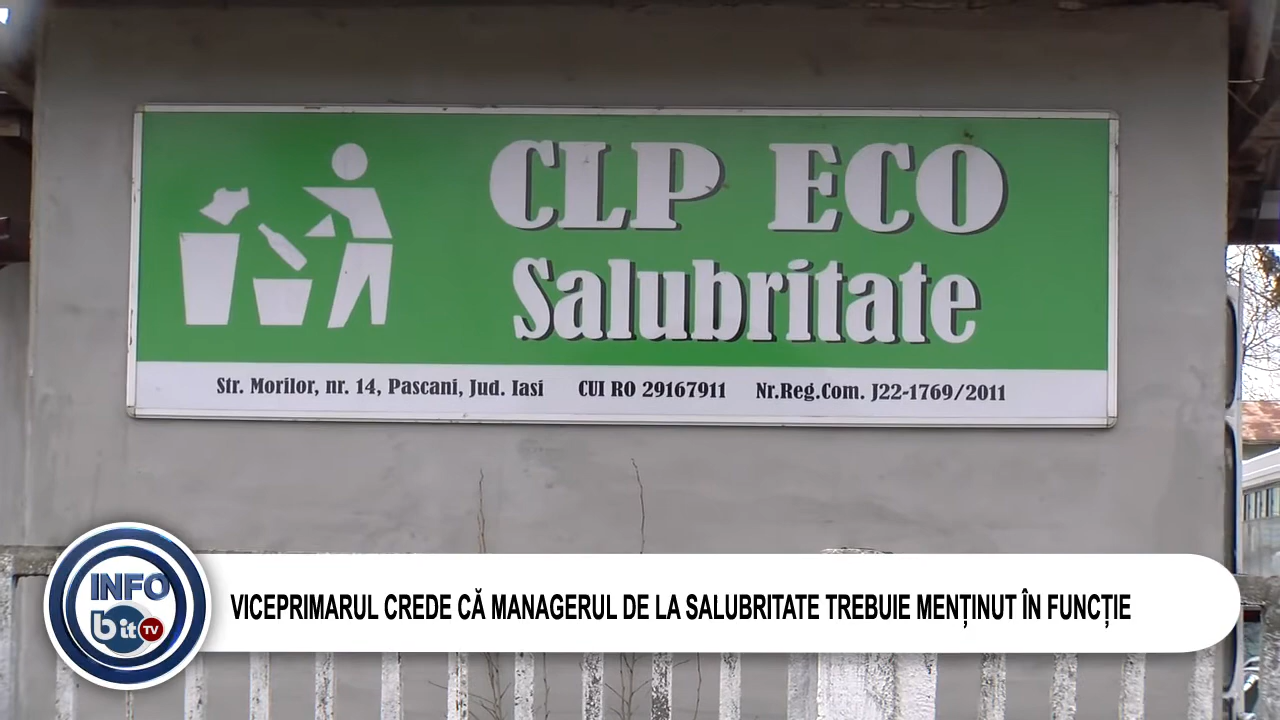 CLP ECO
Salubritate
Str. Morilor, nr. 14, Pascani, Jud. Iasi CUI RO 29167911 Nr.Reg.Com. J22-1769/2011
INFO
bit TV
VICEPRIMARUL CREDE CĂ MANAGERUL DE LA SALUBRITATE TREBUIE MENȚINUT ÎN FUNCȚIE